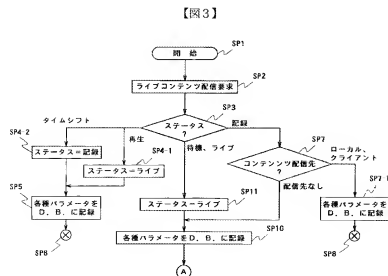 【図3】
SP1
開始
SP2
ライブコンテンツ配信要求
SP3
ステータス
?
タイムシフト
再生
待機、ライブ
記録
SP4-2
ステータス=記録
SP4-1
ステータス=ライブ
SP7
コンテンツ配信先
?
ローカル、
クライアント
配信先なし
SP5
各種パラメータを
D．B．に記録
SP6
SP11
ステータス=ライブ
SP10
各種パラメータをD．B．に記録
SP7-1
各種パラメータを
D．B．に記録
SP8
A